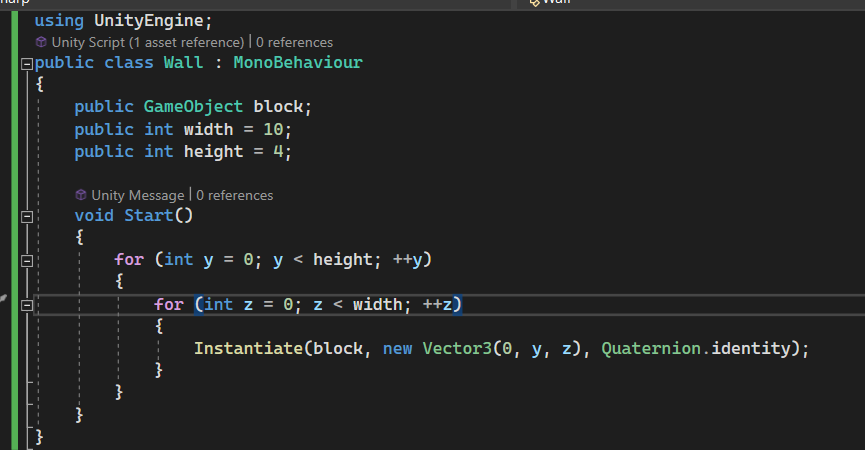 using UnityEngine;
Unity Script (1 asset reference) | 0 references
public class Wall : MonoBehaviour
{
public GameObject block;
public int width = 10;
public int height = 4;
Unity Message | 0 references
void Start()
{
for (int y = 0; y < height; ++y)
{
for (int z = 0; z < width; ++z)
{
Instantiate(block, new Vector3(0, y, z), Quaternion.identity);
}
}
}
}